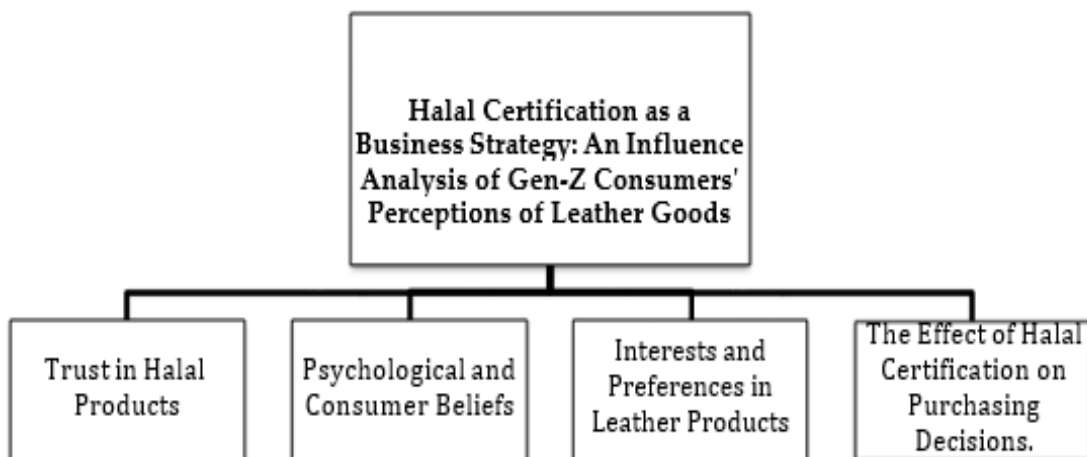 Halal Certification as a
Business Strategy: An Influence
Analysis of Gen-Z Consumers'
Perceptions of Leather Goods
Trust in Halal
Products
Psychological and
Consumer Beliefs
Interests and
Preferences in
Leather Products
The Effect of Halal
Certification on
Purchasing
Decisions.